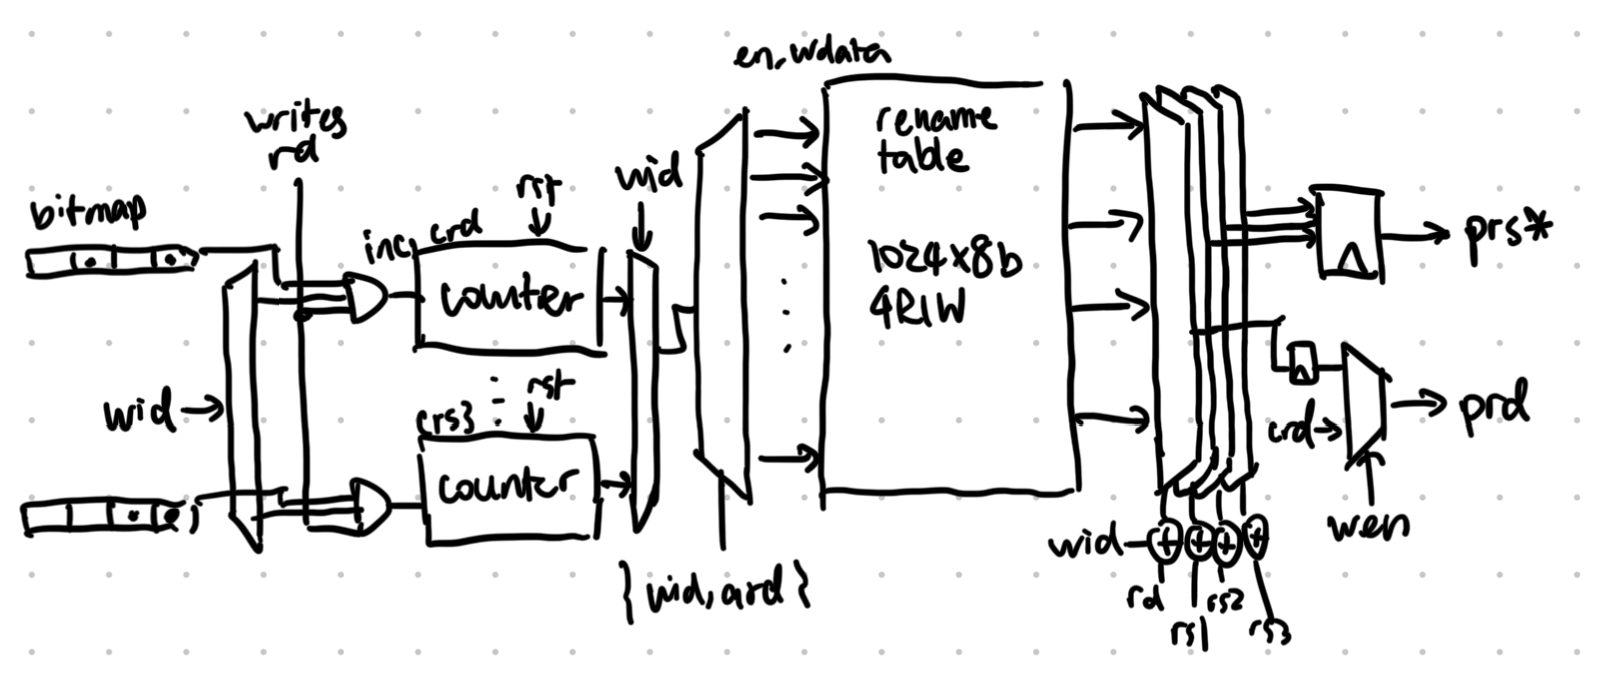 en, wdata
writes
rd
rename
table
wid
rst
bitmap
inc
crd
prs*
counter
1024x8b
4R1W
rst
wid
crs3
crd
prd
counter
wen
wid
{wid, ard}
rd
rs2
rs1
rs3